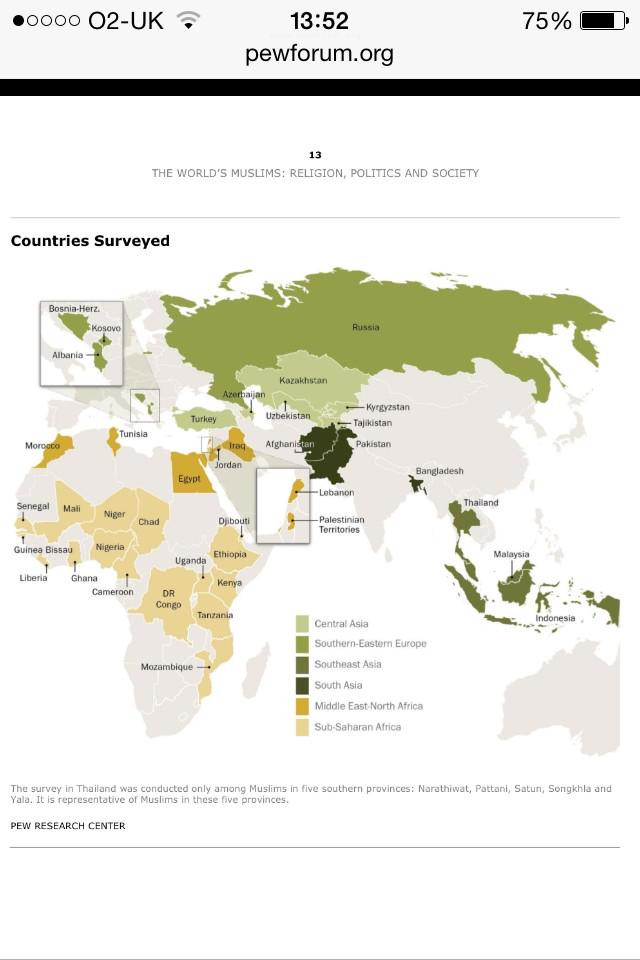 O2-UK 13:52 75%
pewforum.org
13
THE WORLD'S MUSLIMS: RELIGION, POLITICS AND SOCIETY
Countries Surveyed
Bosnia-Herz.
Kosovo
Albania
Russia
Kazakhstan
Azerbaijan
Uzbekistan
Kyrgyzstan
Turkey
Tajikistan
Tunisia
Morocco
Iraq
Afghanistan
Pakistan
Jordan
Egypt
Bangladesh
Lebanon
Senegal
Mali
Niger
Chad
Djibouti
Palestinian
Territories
Thailand
Guinea Bissau
Nigeria
Uganda
Ethiopia
Malaysia
Liberia
Ghana
Cameroon
Kenya
DR
Congo
Tanzania
Indonesia
Mozambique
Central Asia
Southern-Eastern Europe
Southeast Asia
South Asia
Middle East-North Africa
Sub-Saharan Africa
The survey in Thailand was conducted only among Muslims in five southern provinces: Narathiwat, Pattani, Satun, Songkhla and
Yala. It is representative of Muslims in these five provinces.
PEW RESEARCH CENTER